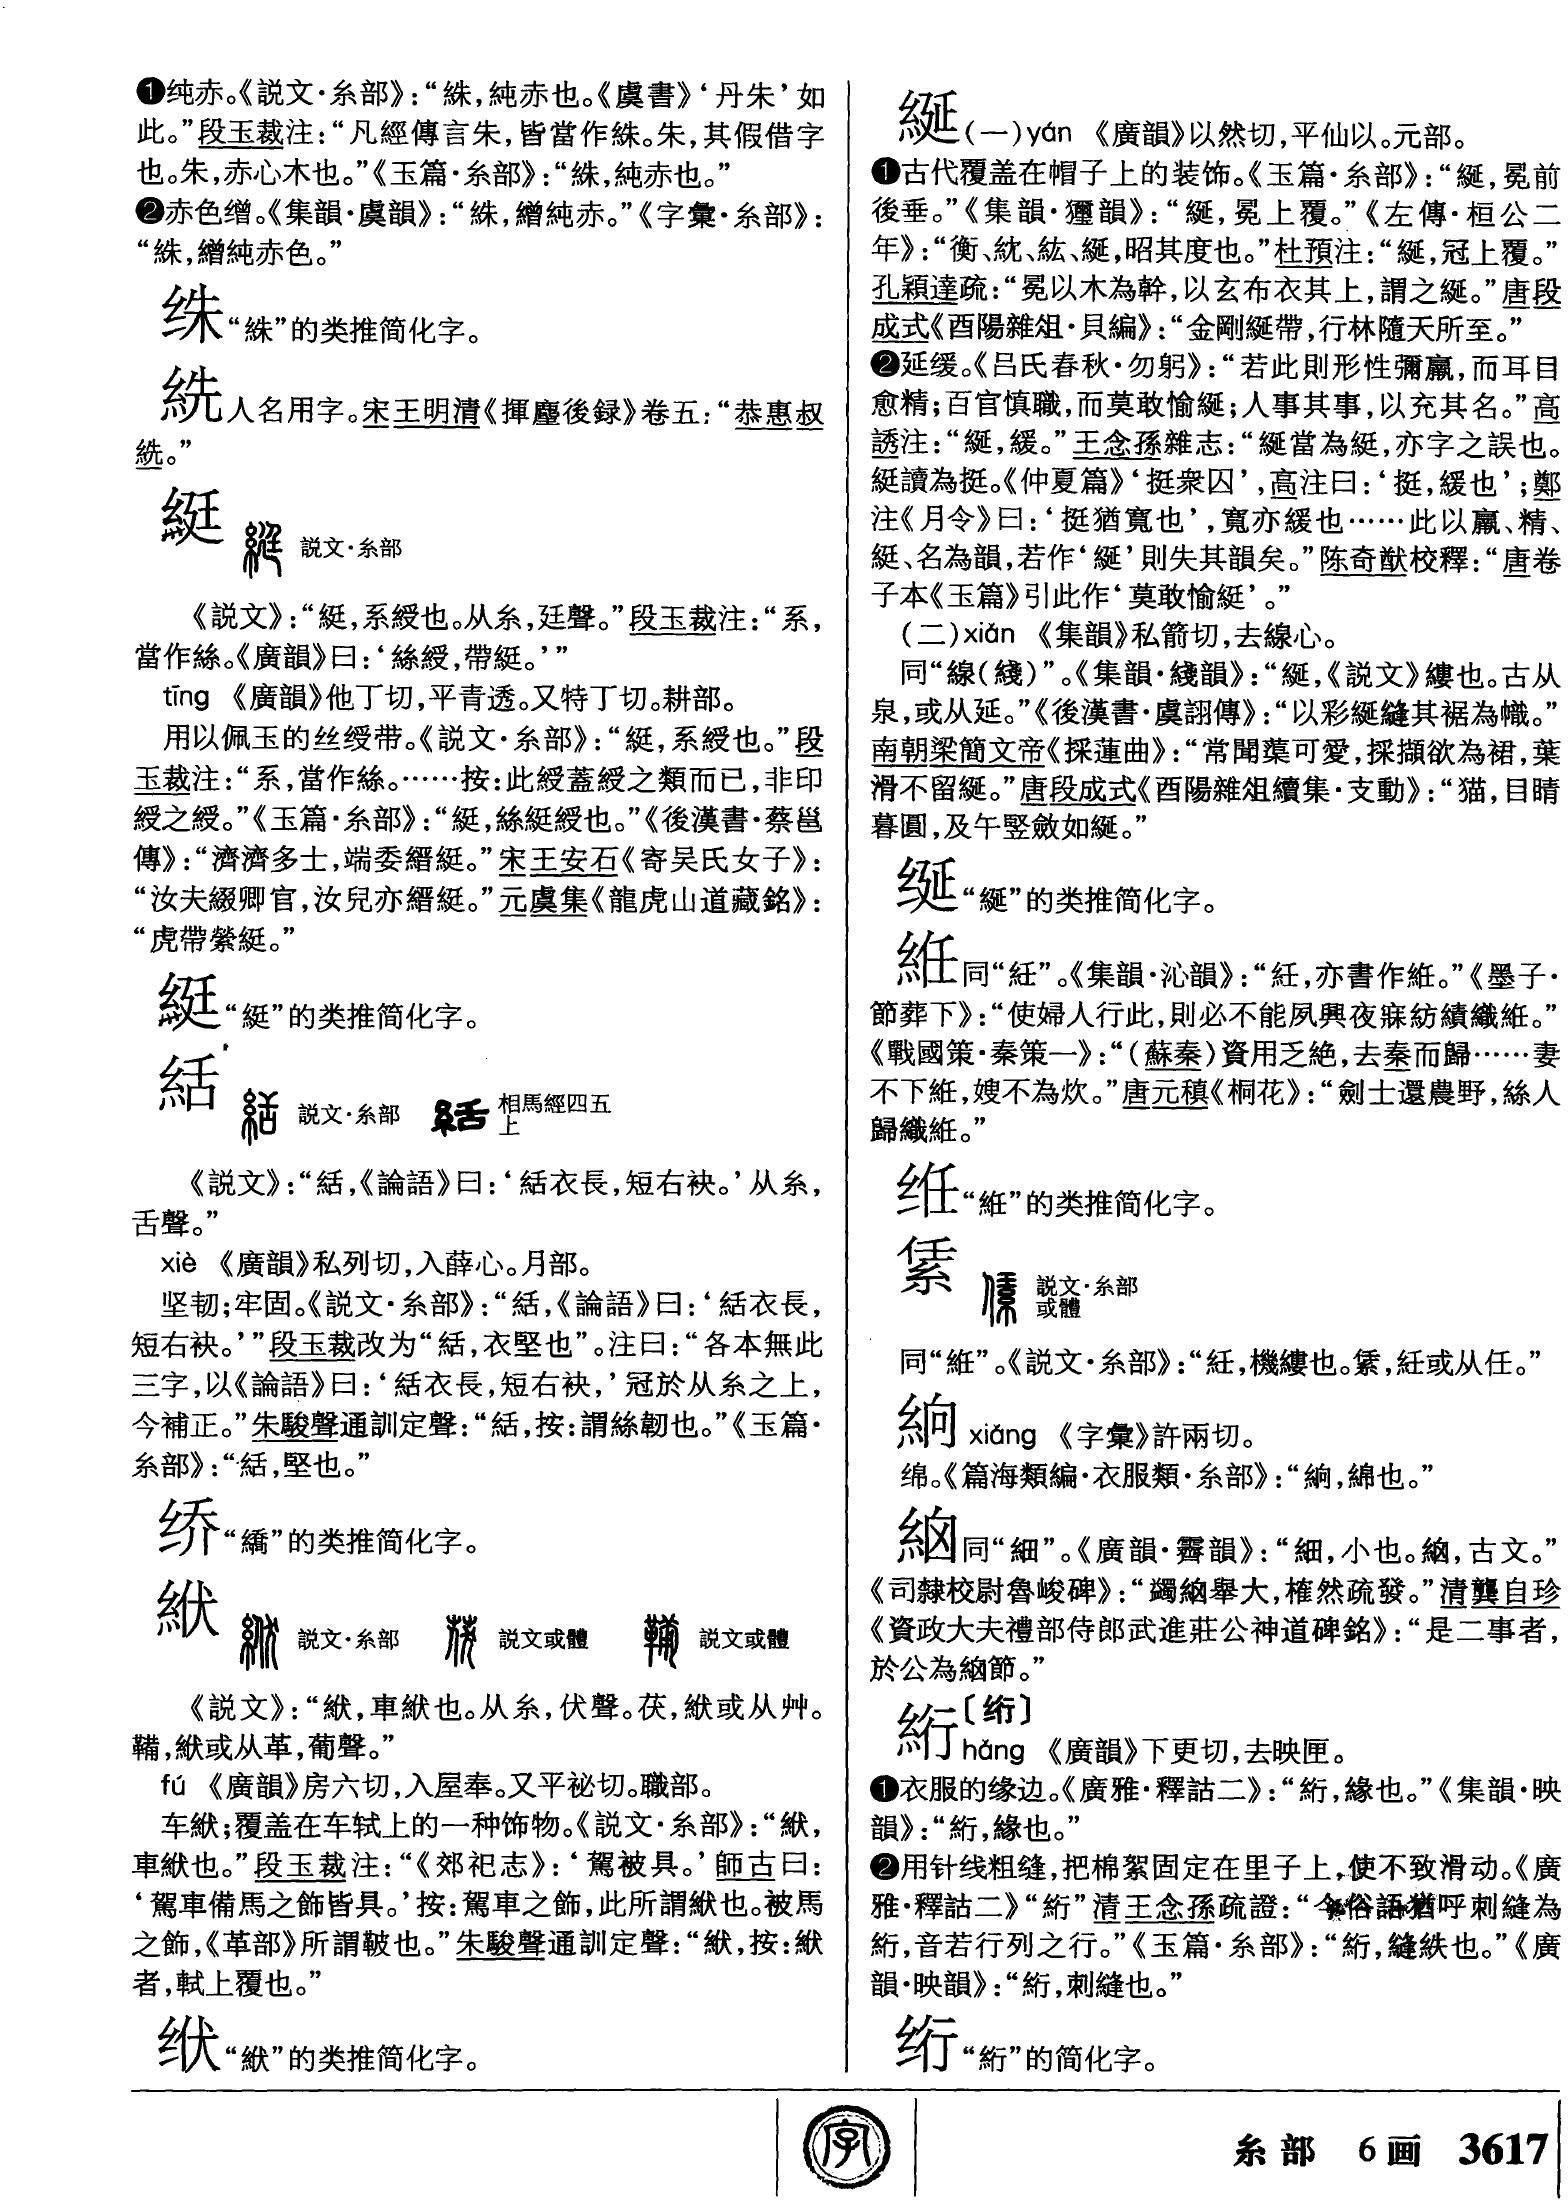 ❶纯赤。《説文·糸部》：“絑，純赤也。《虞書》‘丹朱’如
此。”段玉裁注：“凡經傳言朱，皆當作絑。朱，其假借字
也。朱，赤心木也。”《玉篇·糸部》：“絑，純赤也。”
❷赤色缯。《集韻·虞韻》：“絑，繒純赤。”《字彙·糸部》：
“絑，繒純赤色。”
“絑”的类推简化字。
絖人名用字。宋王明清《揮麈後録》卷五：“恭惠叔
絖。”
綎 説文·糸部
《説文》：“綎，系綬也。从糸，廷聲。”段玉裁注：“系，
當作絲。《廣韻》曰：‘絲綬，帶綎。’”
tīng 《廣韻》他丁切，平青透。又特丁切。耕部。
用以佩玉的丝绶带。《説文·糸部》：“綎，系綬也。”段
玉裁注：“系，當作絲。……按：此綬蓋綬之類而已，非印
綬之綬。”《玉篇·糸部》：“綎，絲綎綬也。”《後漢書·蔡邕
傳》：“濟濟多士，端委縉綎。”宋王安石《寄吴氏女子》：
“汝夫綴卿官，汝兒亦縉綎。”元虞集《龍虎山道藏銘》：
“虎帶縈綎。”
“綎”的类推简化字。
絬 説文·糸部 相馬經四五
上
《説文》：“絬，《論語》曰：‘絬衣長，短右袂。’从糸，
舌聲。”
xiè 《廣韻》私列切，入薛心。月部。
坚韧；牢固。《説文·糸部》：“絬，《論語》曰：‘絬衣長，
短右袂。’”段玉裁改为“絬，衣堅也”。注曰：“各本無此
三字，以《論語》曰：‘絬衣長，短右袂，’冠於从糸之上，
今補正。”朱駿聲通訓定聲：“絬，按：謂絲韌也。”《玉篇·
糸部》：“絬，堅也。”
𫄞“繑”的类推简化字。
絥 説文·糸部 説文或體 説文或體
《説文》：“絥，車絥也。从糸，伏聲。茯，絥或从艸。
鞴，絥或从革，葡聲。”
fú 《廣韻》房六切，入屋奉。又平祕切。職部。
车絥；覆盖在车轼上的一种饰物。《説文·糸部》：“絥，
車絥也。”段玉裁注：“《郊祀志》：‘駕被具。’師古曰：
‘駕車備馬之飾皆具。’按：駕車之飾，此所謂絥也。被馬
之飾，《革部》所謂鞁也。”朱駿聲通訓定聲：“絥，按：絥
者，軾上覆也。”
“絥”的类推简化字。
綖(一)yán 《廣韻》以然切，平仙以。元部。
❶古代覆盖在帽子上的装饰。《玉篇·糸部》：“綖，冕前
後垂。”《集韻·獮韻》：“綖，冕上覆。”《左傳·桓公二
年》：“衡、紞、紘、綖，昭其度也。”杜預注：“綖，冠上覆。”
孔穎達疏：“冕以木為幹，以玄布衣其上，謂之綖。”唐段
成式《酉陽雜俎·貝編》：“金剛綖帶，行林隨天所至。”
❷延缓。《吕氏春秋·勿躬》：“若此則形性彌羸，而耳目
愈精；百官慎職，而莫敢愉綖；人事其事，以充其名。”高
誘注：“綖，緩。”王念孫雜志：“綖當為綎，亦字之誤也。
綎讀為挺。《仲夏篇》‘挺衆囚’，高注曰：‘挺，緩也’；鄭
注《月令》曰：‘挺猶寬也’，寬亦緩也……此以羸、精、
綎、名為韻，若作‘綖’則失其韻矣。”陈奇猷校釋：“唐卷
子本《玉篇》引此作‘莫敢愉綎’。”
(二)xiàn 《集韻》私箭切，去線心。
同“線(綫)”。《集韻·綫韻》：“綖，《説文》縷也。古从
泉，或从延。”《後漢書·虞詡傳》：“以彩綖縫其裾為幟。”
南朝梁簡文帝《採蓮曲》：“常聞蕖可愛，採擷欲為裙，葉
滑不留綖。”唐段成式《酉陽雜俎續集·支動》：“猫，目睛
暮圓，及午竪斂如綖。”
𫄧“綖”的类推简化字。
絍同“紝”。《集韻·沁韻》：“紝，亦書作絍。”《墨子·
節葬下》：“使婦人行此，則必不能夙興夜寐紡績織絍。”
《戰國策·秦策一》：“(蘇秦)資用乏絶，去秦而歸……妻
不下絍，嫂不為炊。”唐元稹《桐花》：“劍士還農野，絲人
歸織絍。”
“絍”的类推简化字。
䋕 説文·糸部
或體
同“絍”。《説文·糸部》：“紝，機縷也。䋕，紝或从任。”
xiǎng 《字彙》許兩切。
绵。《篇海類編·衣服類·糸部》：“䋞，綿也。”
同“細”。《廣韻·霽韻》：“細，小也。𥿳，古文。”
《司隸校尉魯峻碑》：“蠲𥿳舉大，榷然疏發。”清龔自珍
《資政大夫禮部侍郎武進莊公神道碑銘》：“是二事者，
於公為𥿳節。”
絎〔绗〕
háng 《廣韻》下更切，去映匣。
❶衣服的缘边。《廣雅·釋詁二》：“絎，緣也。”《集韻·映
韻》：“絎，緣也。”
❷用针线粗缝，把棉絮固定在里子上，使不致滑动。《廣
雅·釋詁二》“絎”清王念孫疏證：“今俗語猶呼刺縫為
絎，音若行列之行。”《玉篇·糸部》：“絎，縫紩也。”《廣
韻·映韻》：“絎，刺縫也。”
绗“絎”的简化字。
字
糸部 6画 3617